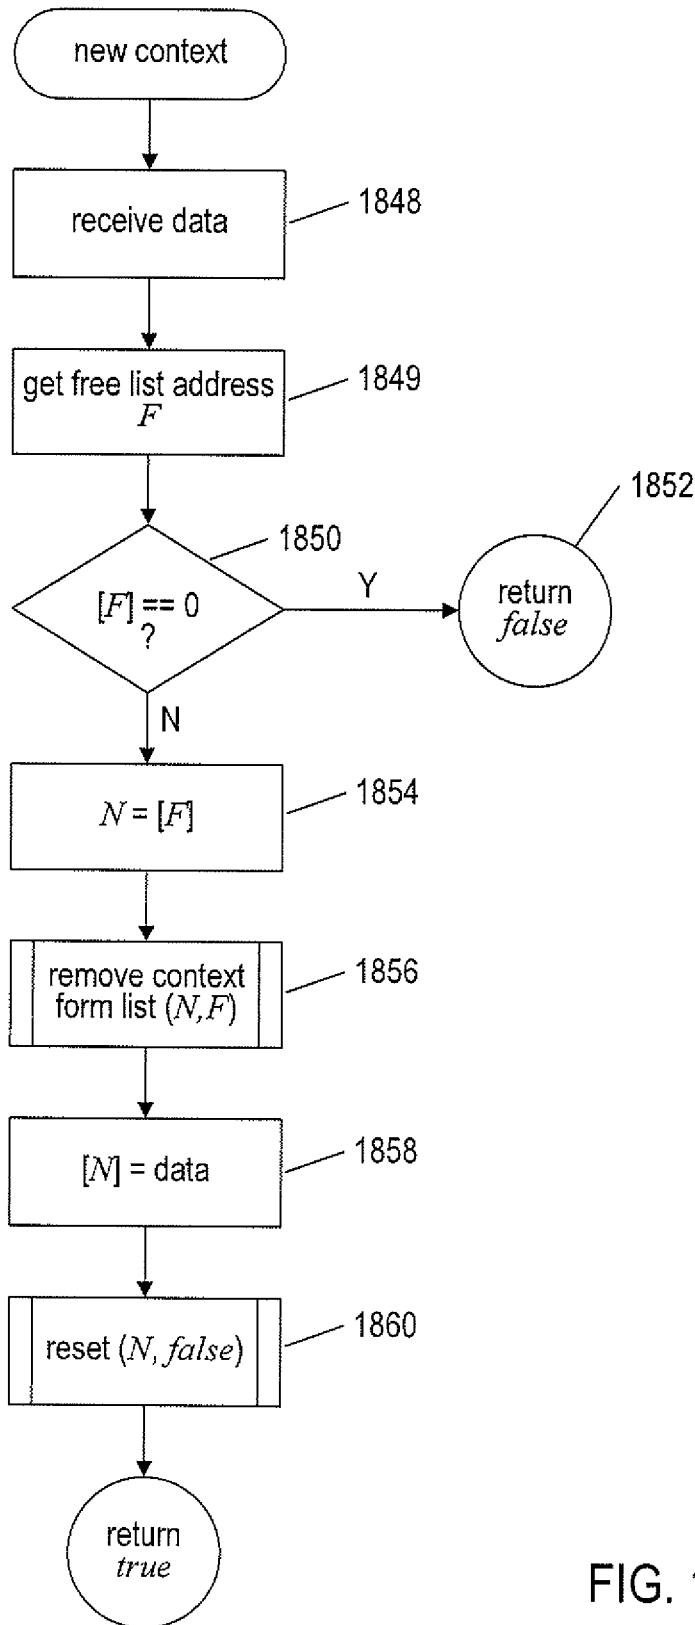 new context
receive data
1848
get free list address
F
1849
1850
[F] == 0
?
Y
1852
return
false
N
N = [F]
1854
remove context
form list (N,F)
1856
[N] = data
1858
reset (N, false)
1860
return
true
FIG.